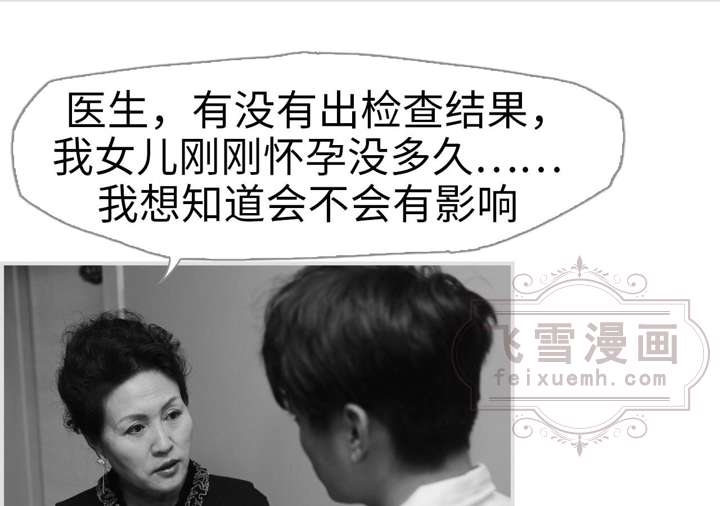 医生，有没有出检查结果，
我女儿刚刚怀孕没多久……
我想知道会不会有影响
飞雪漫画
feixuemh.com